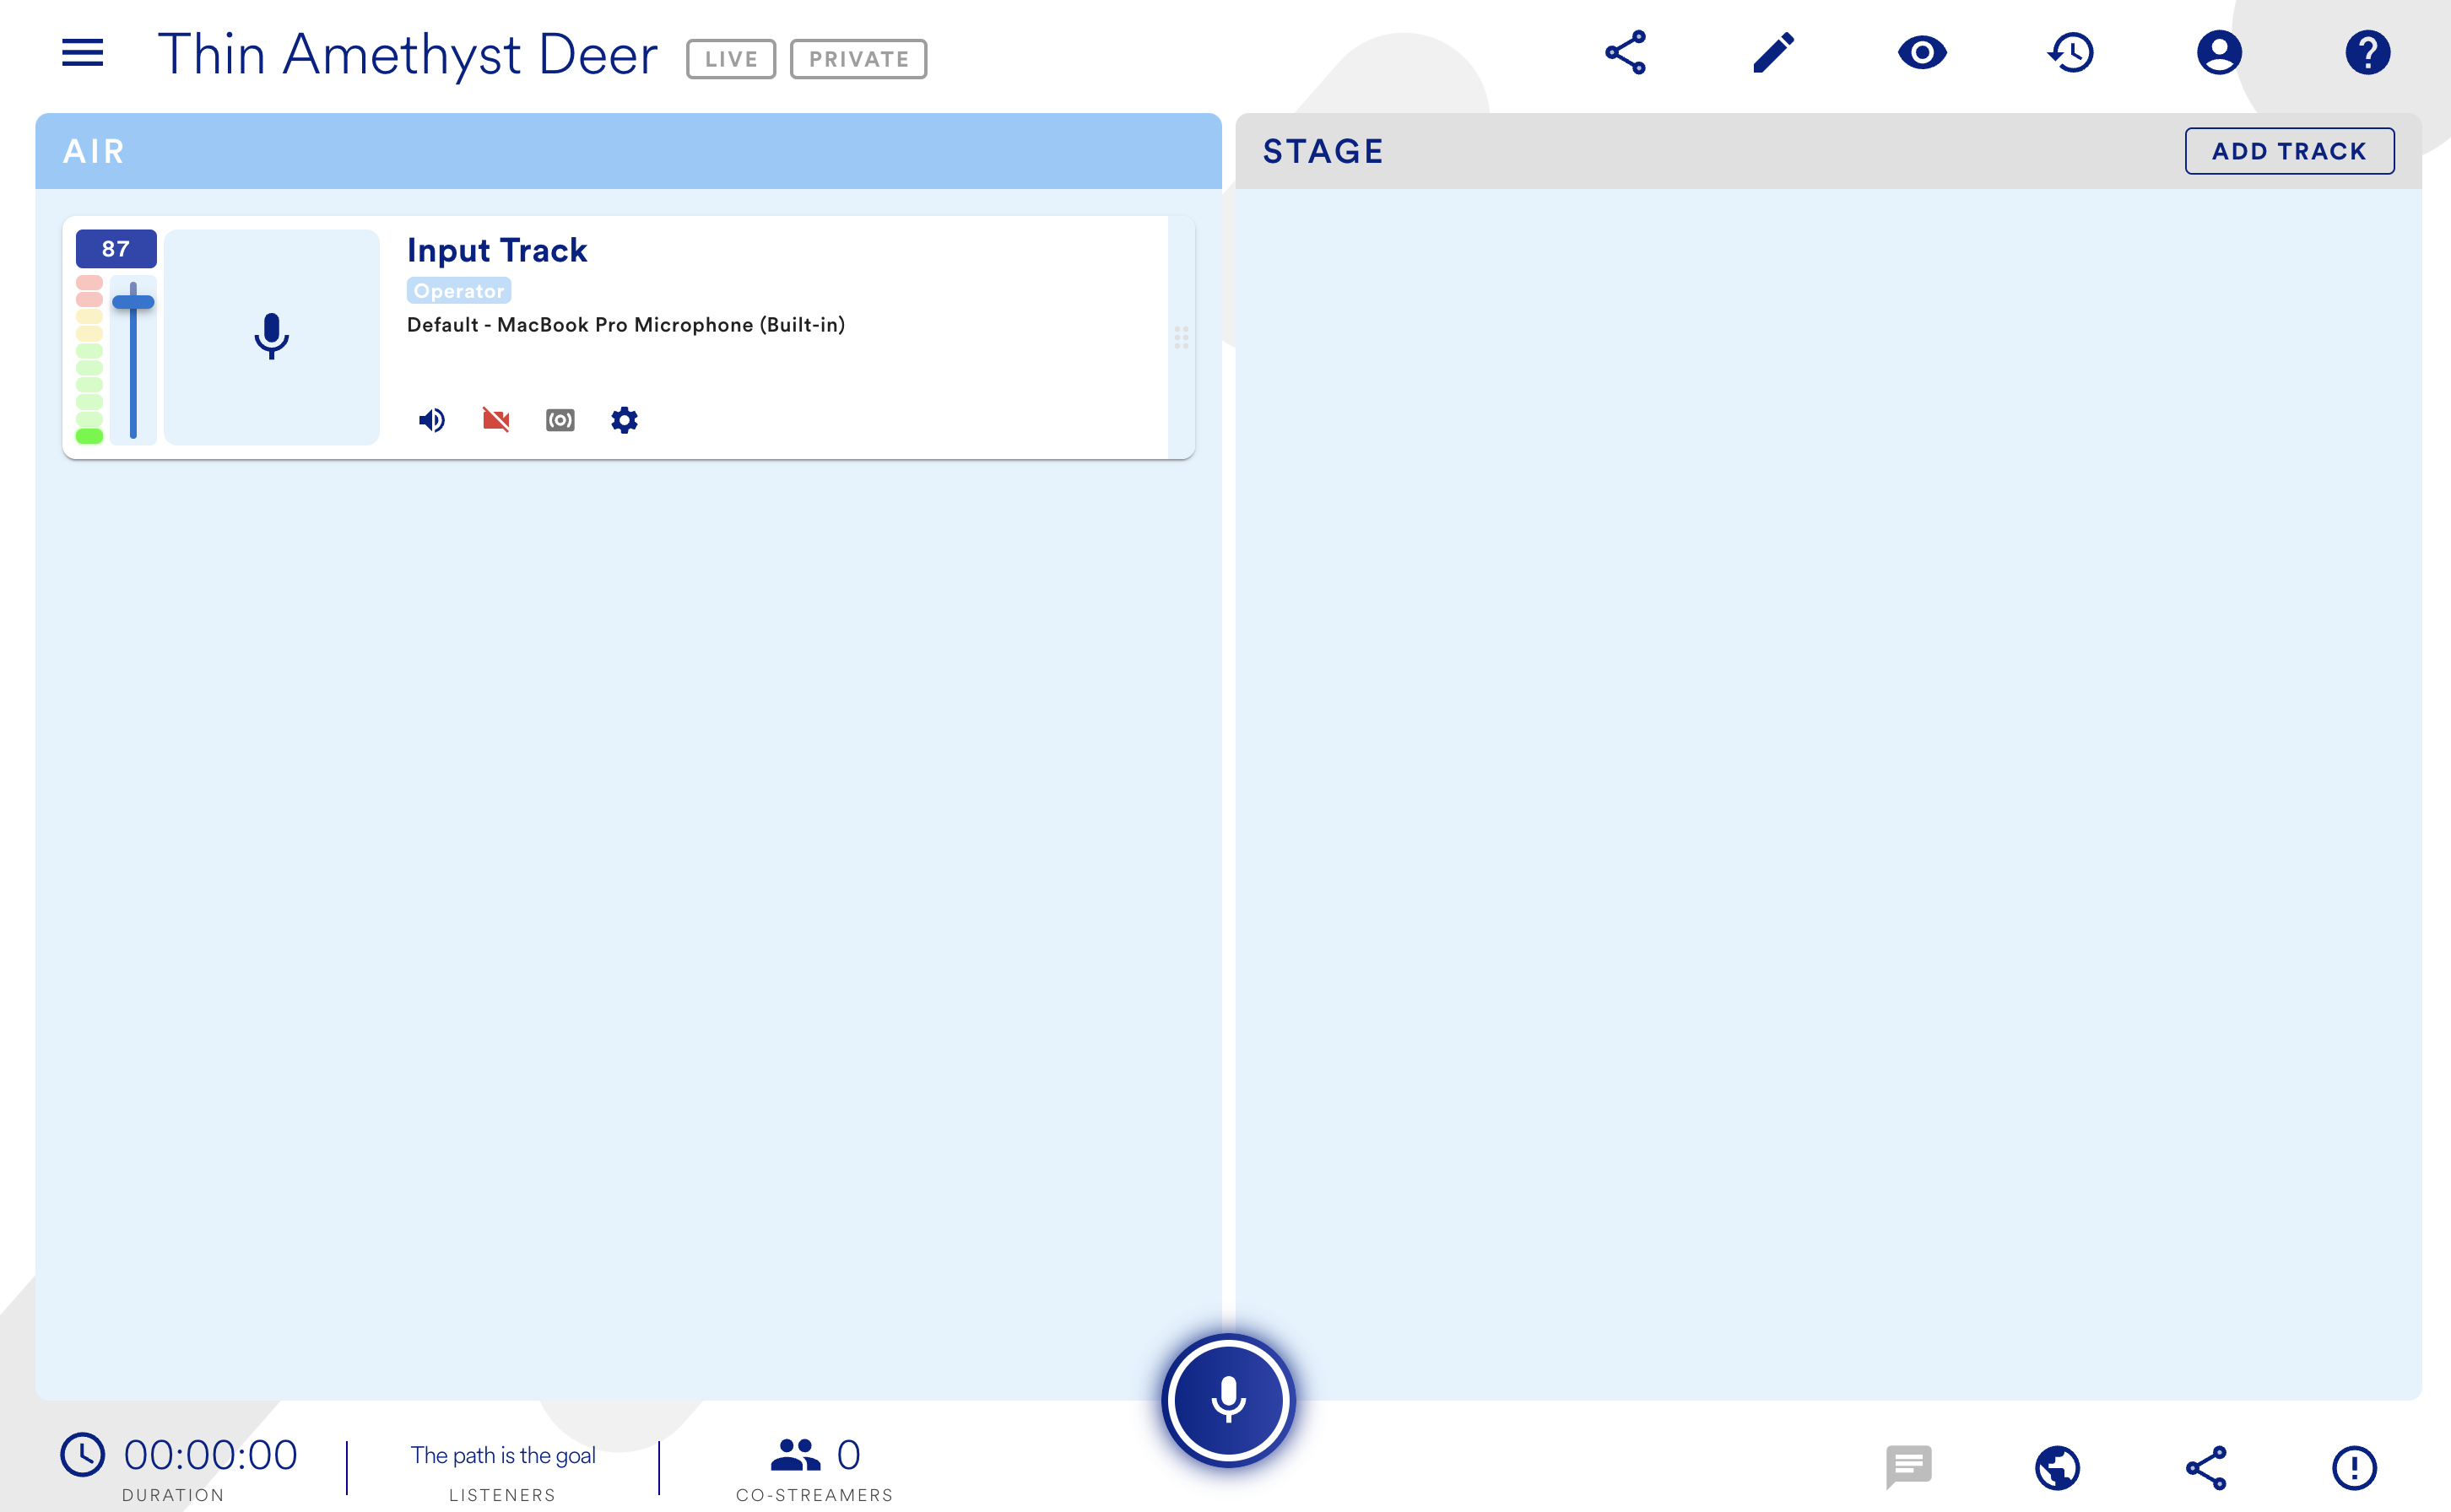 Thin Amethyst Deer
LIVE
PRIVATE
AIR
STAGE
ADD TRACK
87
Input Track
Operator
Default - MacBook Pro Microphone (Built-in)
00:00:00
DURATION
The path is the goal
LISTENERS
0
CO-STREAMERS